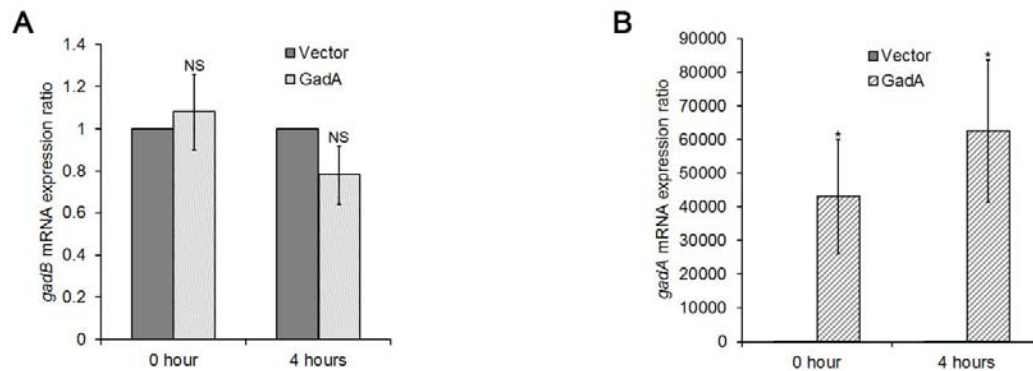 A
gadB mRNA expression ratio
1.4
1.2
1
0.8
0.6
0.4
0.2
0
Vector
GadA
NS
NS
0 hour
4 hours
B
gadA mRNA expression ratio
90000
80000
70000
60000
50000
40000
30000
20000
10000
0
Vector
GadA
*
*
0 hour
4 hours